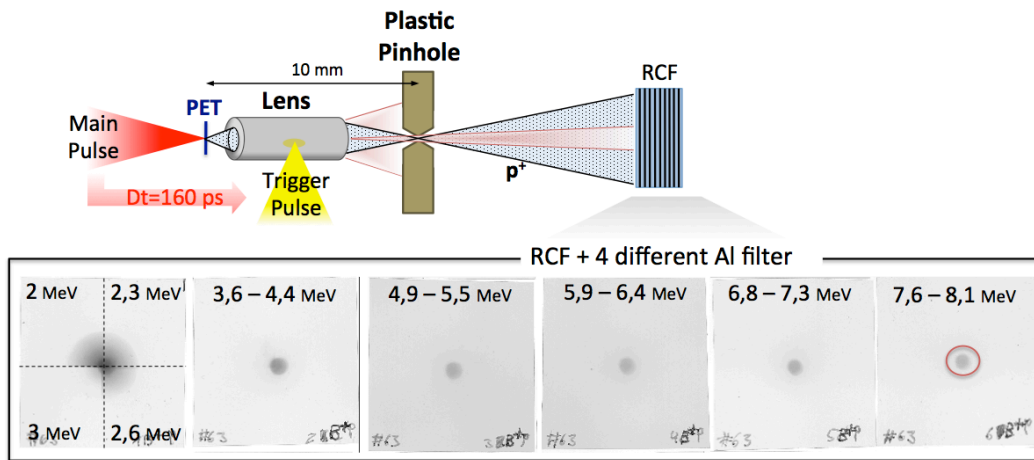 Plastic
Pinhole
10 mm
RCF
PET
Lens
Main
Pulse
p+
Trigger
Pulse
Dt=160 ps
RCF + 4 different Al filter
2 MeV
2,3 MeV
3,6 – 4,4 MeV
4,9 – 5,5 MeV
5,9 – 6,4 MeV
6,8 – 7,3 MeV
7,6 – 8,1 MeV
3 MeV
2,6 MeV
#63
#63
#63
#63
#63